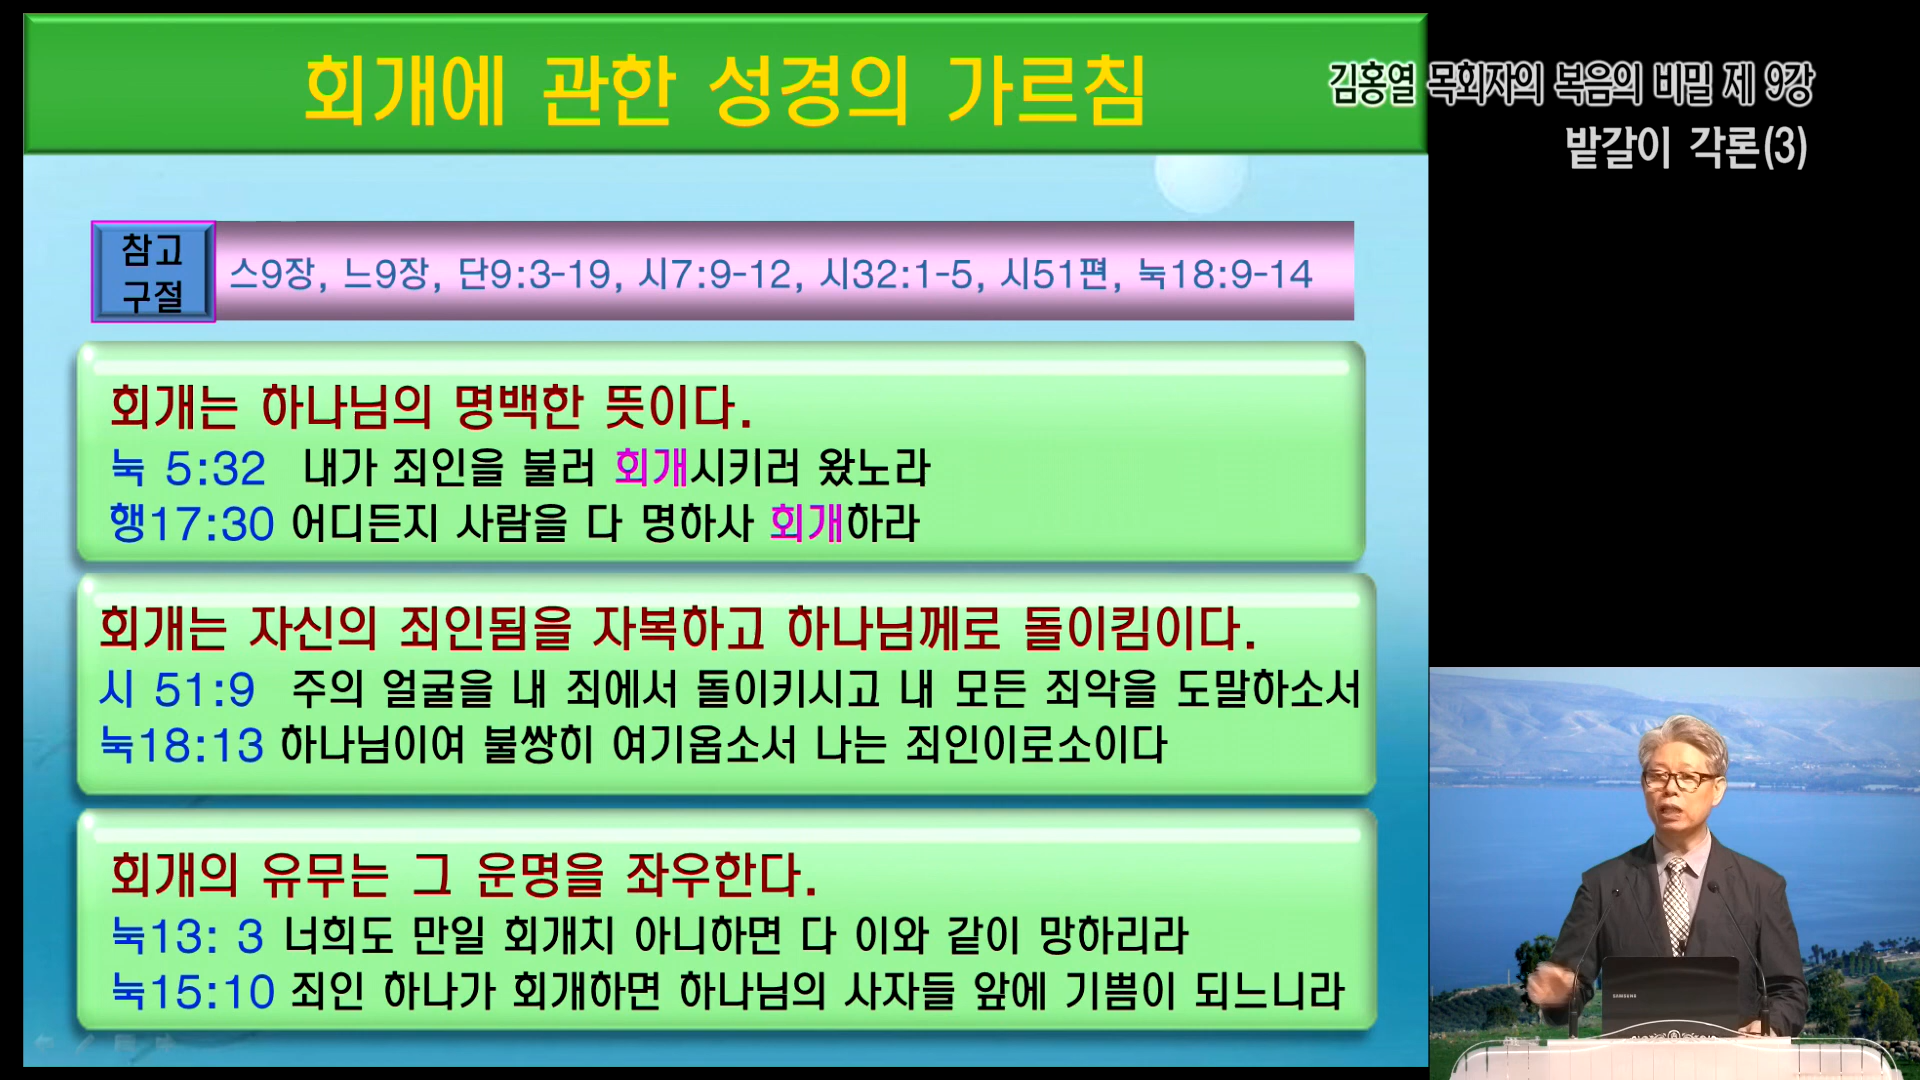 회개에 관한 성경의 가르침
김홍열 목회자의 복음의 비밀 제 9강
밭갈이 각론(3)
참고
구절
스9장, 느9장, 단9:3-19, 시7:9-12, 시32:1-5, 시51편, 눅18:9-14
회개는 하나님의 명백한 뜻이다.
눅 5:32 내가 죄인을 불러 회개시키러 왔노라
행17:30 어디든지 사람을 다 명하사 회개하라
회개는 자신의 죄인됨을 자복하고 하나님께로 돌이킴이다.
시 51:9 주의 얼굴을 내 죄에서 돌이키시고 내 모든 죄악을 도말하소서
눅18:13 하나님이여 불쌍히 여기옵소서 나는 죄인이로소이다
회개의 유무는 그 운명을 좌우한다.
눅13: 3 너희도 만일 회개치 아니하면 다 이와 같이 망하리라
눅15:10 죄인 하나가 회개하면 하나님의 사자들 앞에 기쁨이 되느니라
SAMSUNG